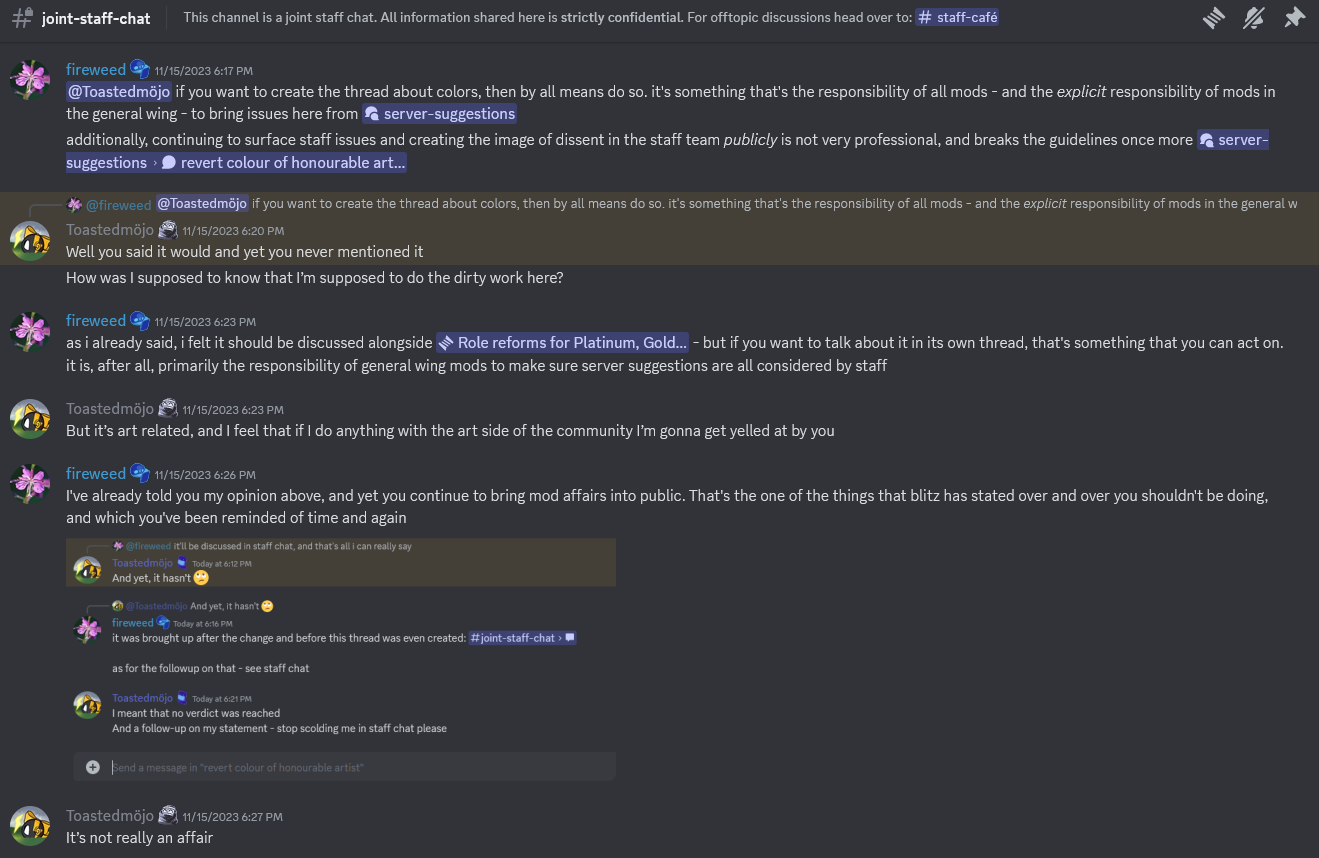 joint-staff-chat This channel is a joint staff chat. All information shared here is strictly confidential. For offtopic discussions head over to: # staff-café
fireweed 11/15/2023 6:17 PM
@Toastedmöjo if you want to create the thread about colors, then by all means do so. it's something that's the responsibility of all mods - and the explicit responsibility of mods in
the general wing - to bring issues here from server-suggestions
additionally, continuing to surface staff issues and creating the image of dissent in the staff team publicly is not very professional, and breaks the guidelines once more server-
suggestions › revert colour of honourable art...
@fireweed @Toastedmöjo if you want to create the thread about colors, then by all means do so. it's something that's the responsibility of all mods - and the explicit responsibility of mods in the general w
Toastedmöjo 11/15/2023 6:20 PM
Well you said it would and yet you never mentioned it
How was I supposed to know that I'm supposed to do the dirty work here?
fireweed 11/15/2023 6:23 PM
as i already said, i felt it should be discussed alongside Role reforms for Platinum, Gold... - but if you want to talk about it in its own thread, that's something that you can act on.
it is, after all, primarily the responsibility of general wing mods to make sure server suggestions are all considered by staff
Toastedmöjo 11/15/2023 6:23 PM
But it's art related, and I feel that if I do anything with the art side of the community I'm gonna get yelled at by you
fireweed 11/15/2023 6:26 PM
I've already told you my opinion above, and yet you continue to bring mod affairs into public. That's the one of the things that blitz has stated over and over you shouldn't be doing,
and which you've been reminded of time and again
@fireweed it'll be discussed in staff chat, and that's all i can really say
Toastedmöjo Today at 6:12 PM
And yet, it hasn't 🙄
@Toastedmöjo And yet, it hasn't 🙄
fireweed Today at 6:16 PM
it was brought up after the change and before this thread was even created: #joint-staff-chat ›
as for the followup on that - see staff chat
Toastedmöjo Today at 6:21 PM
I meant that no verdict was reached
And a follow-up on my statement - stop scolding me in staff chat please
Send a message in "revert colour of honourable artist"
Toastedmöjo 11/15/2023 6:27 PM
It's not really an affair